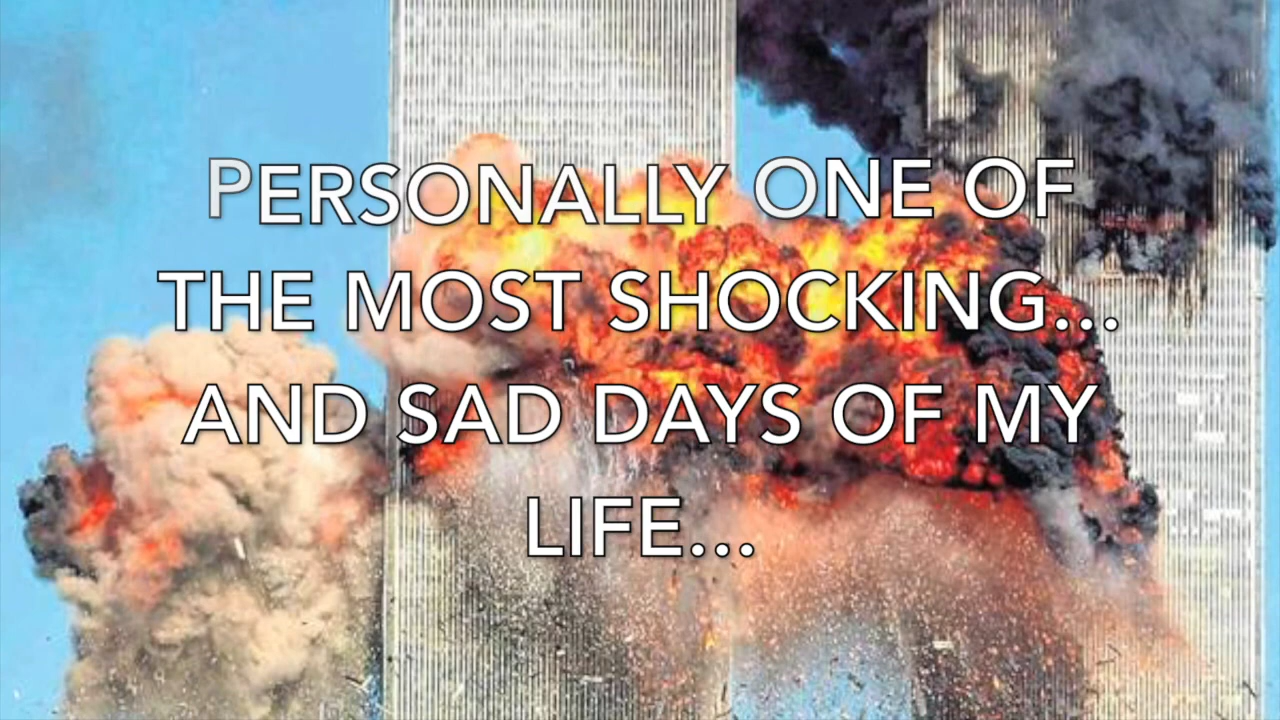 PERSONALLY ONE OF
THE MOST SHOCKING...
AND SAD DAYS OF MY
LIFE...